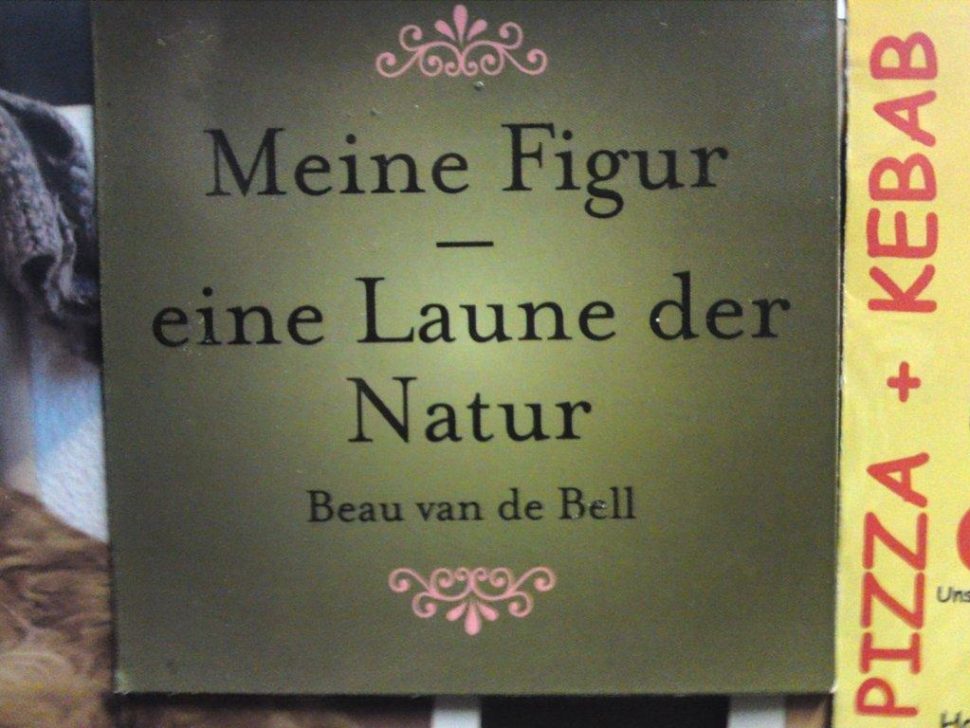 Meine Figur
–
eine Laune der
Natur
Beau van de Bell
PIZZA + KEBAB